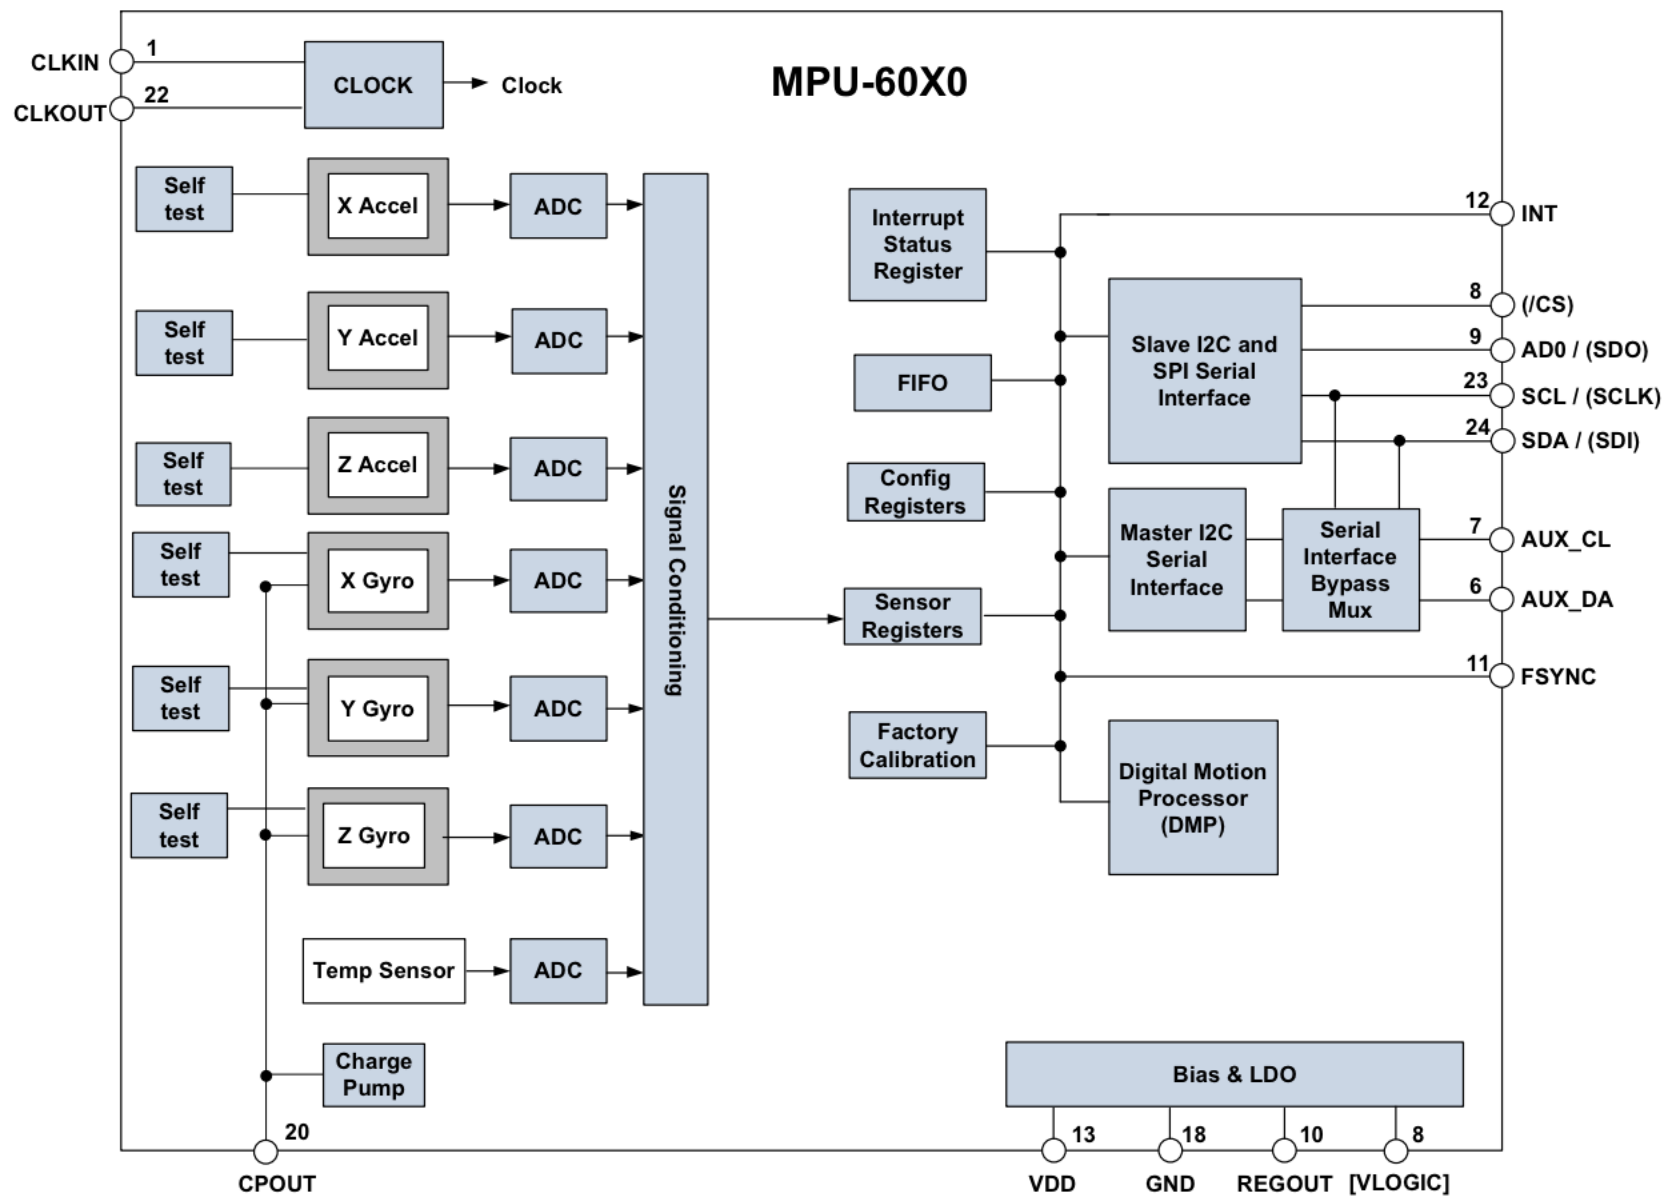 MPU-60X0
CLKIN
1
CLKOUT
22
CLOCK
Clock
Self
test
X Accel
ADC
Self
test
Y Accel
ADC
Self
test
Z Accel
ADC
Self
test
X Gyro
ADC
Self
test
Y Gyro
ADC
Self
test
Z Gyro
ADC
Temp Sensor
ADC
Charge
Pump
20
CPOUT
Signal Conditioning
Interrupt
Status
Register
FIFO
Config
Registers
Sensor
Registers
Factory
Calibration
Slave I2C and
SPI Serial
Interface
Master I2C
Serial
Interface
Serial
Interface
Bypass
Mux
Digital Motion
Processor
(DMP)
12
INT
8
(/CS)
9
AD0 / (SDO)
23
SCL / (SCLK)
24
SDA / (SDI)
7
AUX_CL
6
AUX_DA
11
FSYNC
Bias & LDO
13
18
10
8
VDD
GND
REGOUT
[VLOGIC]